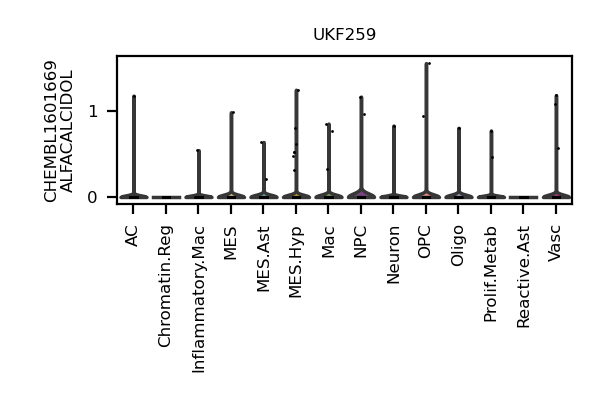 UKF259
CHEMBL1601669
ALFACALCIDOL
1
0
AC
Chromatin.Reg
Inflammatory.Mac
MES
MES.Ast
MES.Hyp
Mac
NPC
Neuron
OPC
Oligo
Prolif.Metab
Reactive.Ast
Vasc